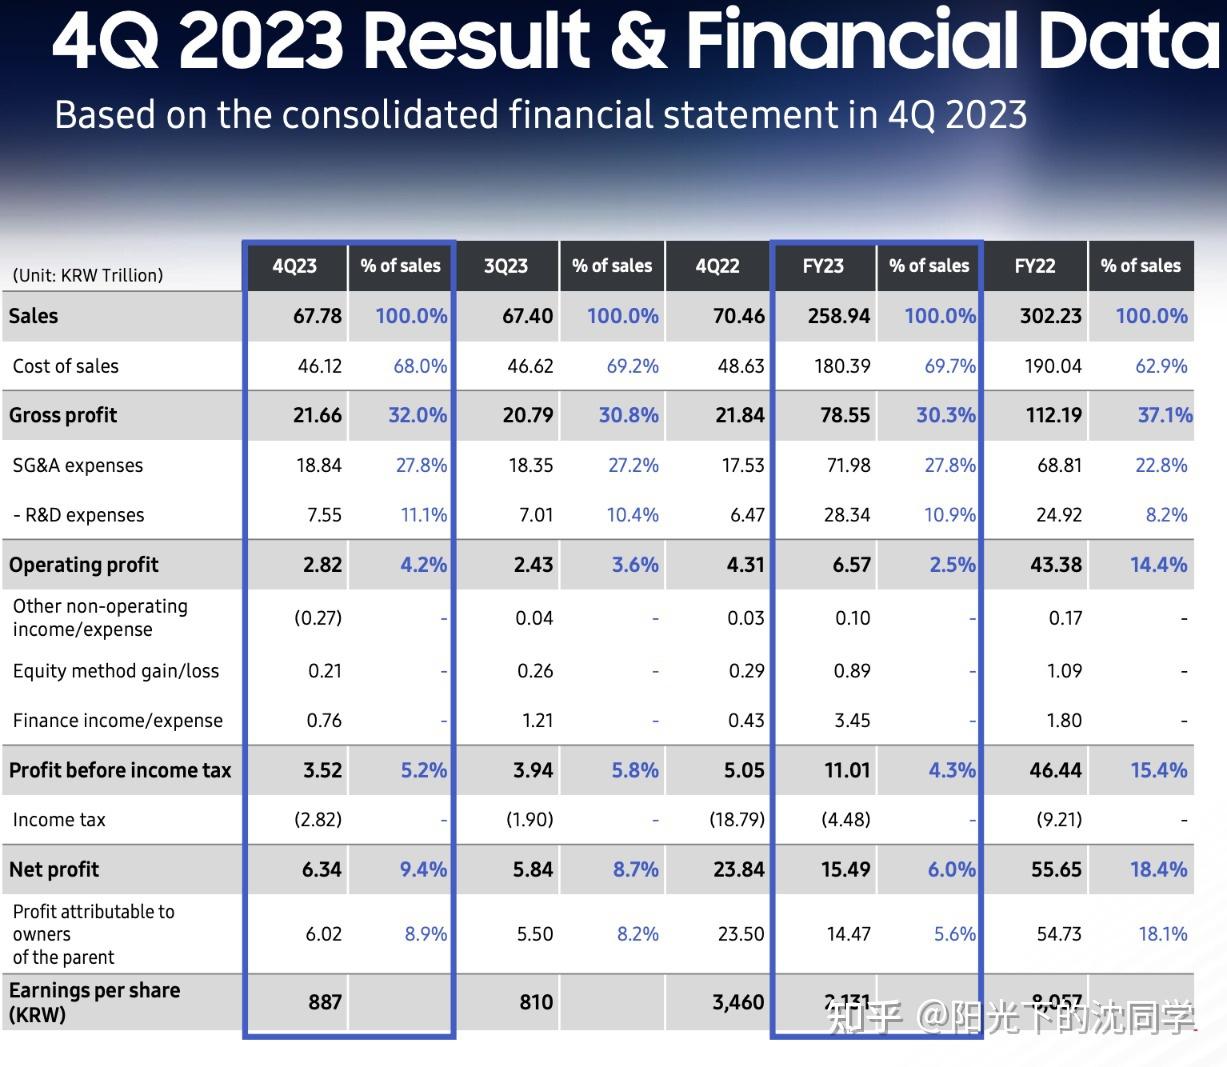 4Q 2023 Result & Financial Data
Based on the consolidated financial statement in 4Q 2023
(Unit: KRW Trillion) 4Q23 % of sales 3Q23 % of sales 4Q22 FY23 % of sales FY22 % of sales
Sales 67.78 100.0% 67.40 100.0% 70.46 258.94 100.0% 302.23 100.0%
Cost of sales 46.12 68.0% 46.62 69.2% 48.63 180.39 69.7% 190.04 62.9%
Gross profit 21.66 32.0% 20.79 30.8% 21.84 78.55 30.3% 112.19 37.1%
SG&A expenses 18.84 27.8% 18.35 27.2% 17.53 71.98 27.8% 68.81 22.8%
- R&D expenses 7.55 11.1% 7.01 10.4% 6.47 28.34 10.9% 24.92 8.2%
Operating profit 2.82 4.2% 2.43 3.6% 4.31 6.57 2.5% 43.38 14.4%
Other non-operating
income/expense (0.27) - 0.04 - 0.03 0.10 - 0.17 -
Equity method gain/loss 0.21 - 0.26 - 0.29 0.89 - 1.09 -
Finance income/expense 0.76 - 1.21 - 0.43 3.45 - 1.80 -
Profit before income tax 3.52 5.2% 3.94 5.8% 5.05 11.01 4.3% 46.44 15.4%
Income tax (2.82) - (1.90) - (18.79) (4.48) - (9.21) -
Net profit 6.34 9.4% 5.84 8.7% 23.84 15.49 6.0% 55.65 18.4%
Profit attributable to
owners
of the parent 6.02 8.9% 5.50 8.2% 23.50 14.47 5.6% 54.73 18.1%
Earnings per share
(KRW) 887 810 3,460 2,131 8,057
知乎 @阳光下的沈同学